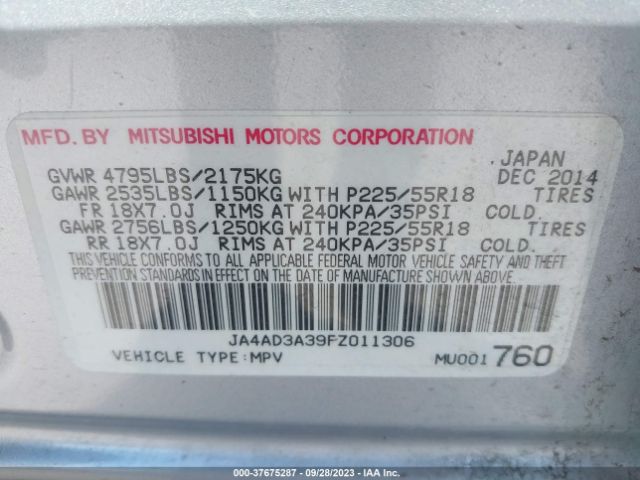 MFD. BY MITSUBISHI MOTORS CORPORATION
, JAPAN
GVWR 4795LBS/2175KG DEC 2014
GAWR 2535LBS/1150KG WITH P225/55R18 TIRES
FR 18X7.0J RIMS AT 240KPA/35PSI COLD.
GAWR 2756LBS/1250KG WITH P225/55R18 TIRES
RR 18X7.0J RIMS AT 240KPA/35PSI COLD.
THIS VEHICLE CONFORMS TO ALL APPLICABLE FEDERAL MOTOR VEHICLE SAFETY AND THEFT
PREVENTION STANDARDS IN EFFECT ON THE DATE OF MANUFACTURE SHOWN ABOVE.
JA4AD3A39FZ011306
VEHICLE TYPE:MPV MU001760
000-37675287 - 09/28/2023 - IAA Corp.